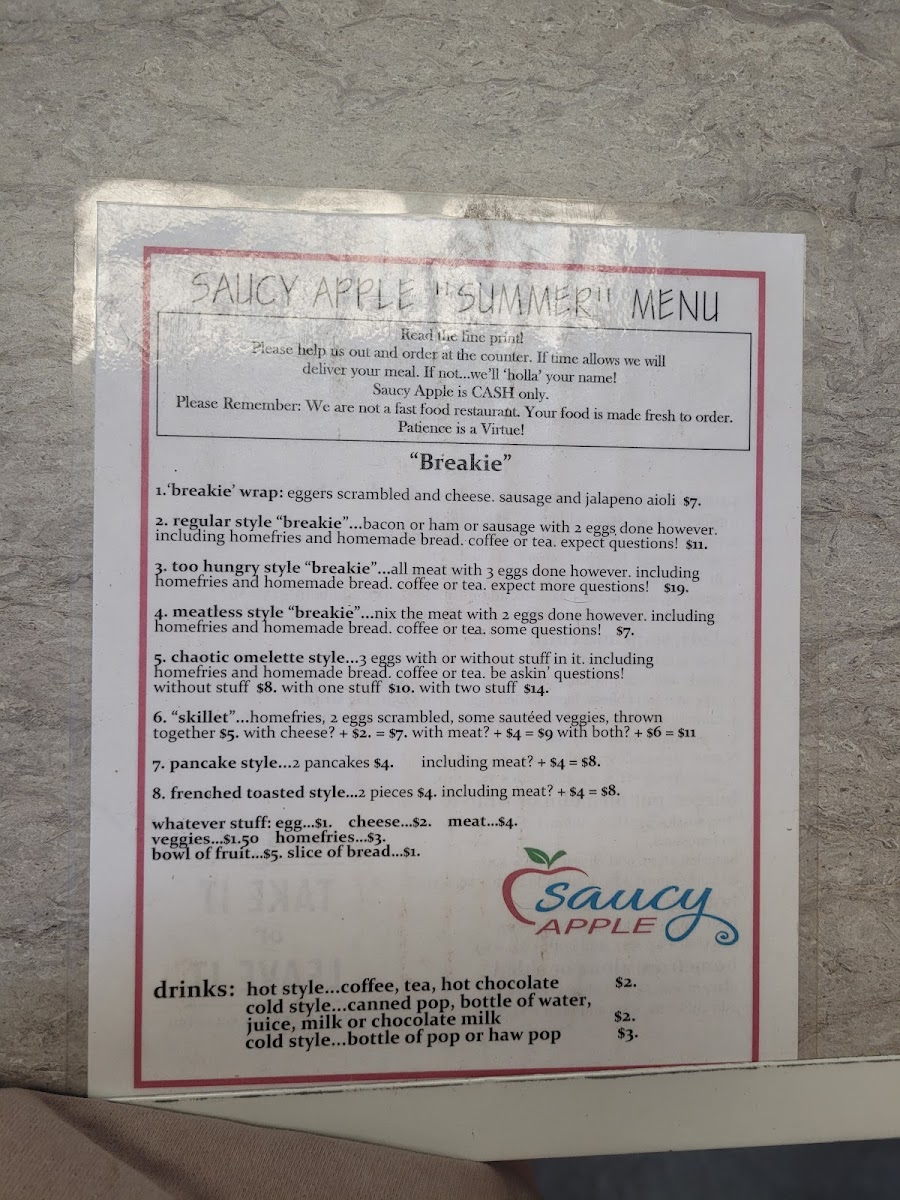 SAUCY APPLE "SUMMER" MENU
Read the fine print!
Please help us out and order at the counter. If time allows we will
deliver your meal. If not...we'll 'holla' your name!
Saucy Apple is CASH only.
Please Remember: We are not a fast food restaurant. Your food is made fresh to order.
Patience is a Virtue!
"Breakie"
1.'breakie' wrap: eggers scrambled and cheese. sausage and jalapeno aioli $7.
2. regular style "breakie"...bacon or ham or sausage with 2 eggs done however.
including homefries and homemade bread. coffee or tea. expect questions! $11.
3. too hungry style "breakie"...all meat with 3 eggs done however. including
homefries and homemade bread. coffee or tea. expect more questions! $19.
4. meatless style "breakie"...nix the meat with 2 eggs done however. including
homefries and homemade bread. coffee or tea. some questions! $7.
5. chaotic omelette style...3 eggs with or without stuff in it. including
homefries and homemade bread. coffee or tea. be askin' questions!
without stuff $8. with one stuff $10. with two stuff $14.
6. "skillet"...homefries, 2 eggs scrambled, some sautéed veggies, thrown
together $5. with cheese? + $2. = $7. with meat? + $4 = $9 with both? + $6 = $11
7. pancake style...2 pancakes $4. including meat? + $4 = $8.
8. frenched toasted style...2 pieces $4. including meat? + $4 = $8.
whatever stuff: egg...$1. cheese...$2. meat...$4.
veggies...$1.50 homefries...$3.
bowl of fruit...$5. slice of bread...$1.
saucy
APPLE
TAKE IT
or
LEAVE IT
drinks: hot style...coffee, tea, hot chocolate $2.
cold style...canned pop, bottle of water,
juice, milk or chocolate milk $2.
cold style...bottle of pop or haw pop $3.